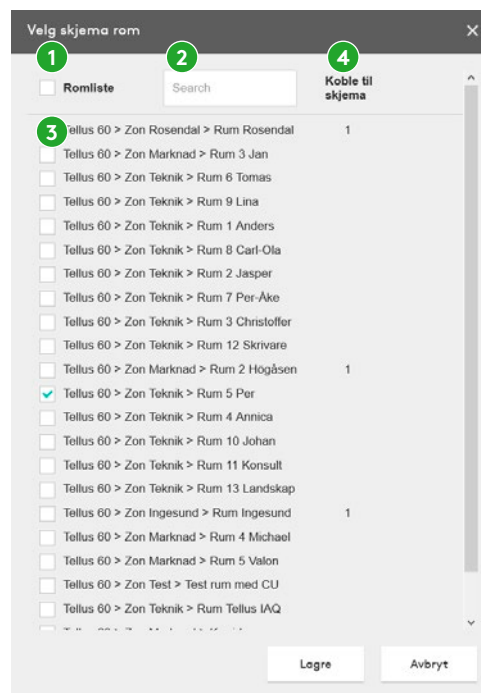 Velg skjema rom ×
1 2 4
Romliste Search Koble til
skjema
3 Tellus 60 > Zon Rosendal > Rum Rosendal 1
Tellus 60 > Zon Marknad > Rum 3 Jan
Tellus 60 > Zon Teknik > Rum 6 Tomas
Tellus 60 > Zon Teknik > Rum 9 Lina
Tellus 60 > Zon Teknik > Rum 1 Anders
Tellus 60 > Zon Teknik > Rum 8 Carl-Ola
Tellus 60 > Zon Teknik > Rum 2 Jasper
Tellus 60 > Zon Teknik > Rum 7 Per-Åke
Tellus 60 > Zon Teknik > Rum 3 Christoffer
Tellus 60 > Zon Teknik > Rum 12 Skrivare
Tellus 60 > Zon Marknad > Rum 2 Högåsen 1
Tellus 60 > Zon Teknik > Rum 5 Per
Tellus 60 > Zon Teknik > Rum 4 Annica
Tellus 60 > Zon Teknik > Rum 10 Johan
Tellus 60 > Zon Teknik > Rum 11 Konsult
Tellus 60 > Zon Teknik > Rum 13 Landskap
Tellus 60 > Zon Ingesund > Rum Ingesund 1
Tellus 60 > Zon Marknad > Rum 4 Michael
Tellus 60 > Zon Marknad > Rum 5 Valon
Tellus 60 > Zon Test > Test rum med CU
Tellus 60 > Zon Teknik > Rum Tellus IAQ
Lagre Avbryt